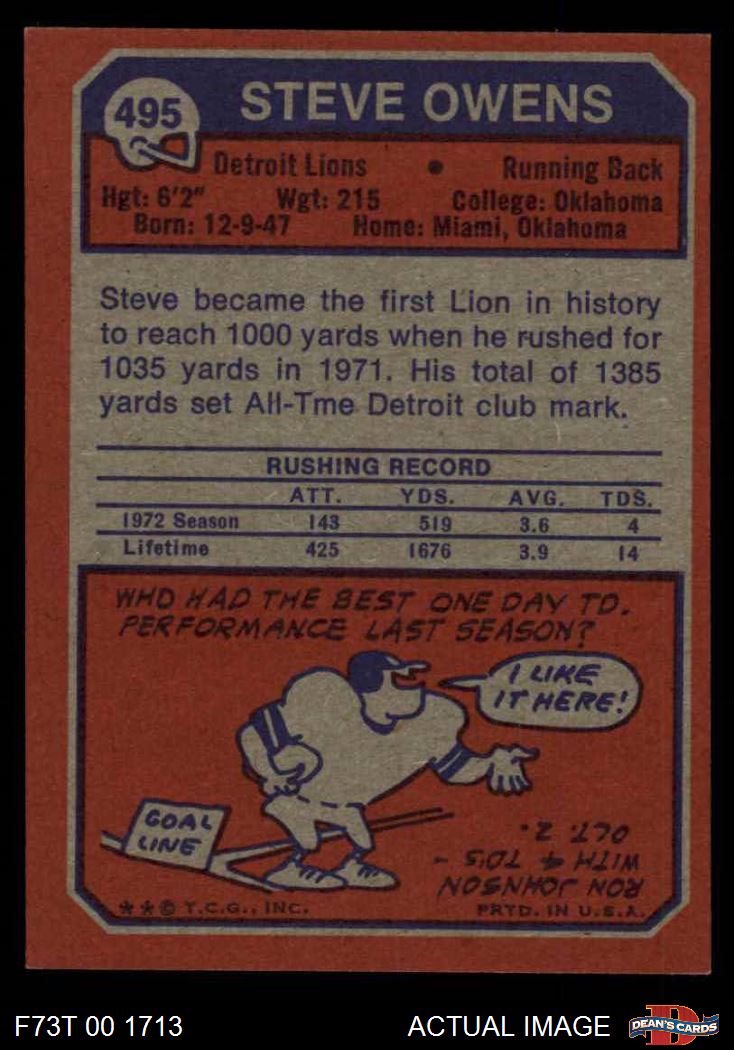 495
STEVE OWENS
Detroit Lions • Running Back
Hgt: 6'2" Wgt: 215 College: Oklahoma
Born: 12-9-47 Home: Miami, Oklahoma
Steve became the first Lion in history
to reach 1000 yards when he rushed for
1035 yards in 1971. His total of 1385
yards set All-Tme Detroit club mark.
RUSHING RECORD
ATT. YDS. AVG. TDS.
1972 Season 143 519 3.6 4
Lifetime 425 1676 3.9 14
WHO HAD THE BEST ONE DAY TD.
PERFORMANCE LAST SEASON?
I LIKE
IT HERE!
GOAL
LINE
RON JOHNSON NOD
WITH 4 TD'S -
OCT. 2.
**© T.C.G., INC. PRTD. IN U.S.A.
F73T 00 1713 ACTUAL IMAGE DEAN'S CARDS